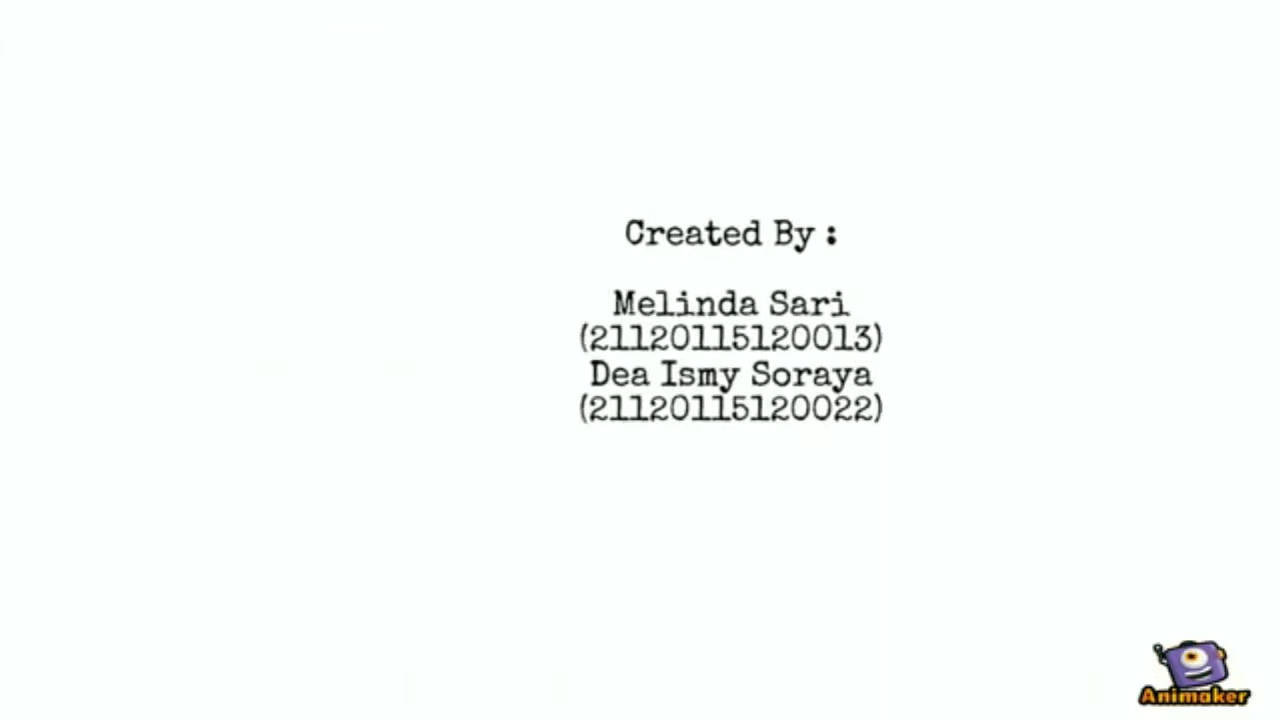 Created By :
Melinda Sari
(21120115120013)
Dea Ismy Soraya
(21120115120022)
Animaker